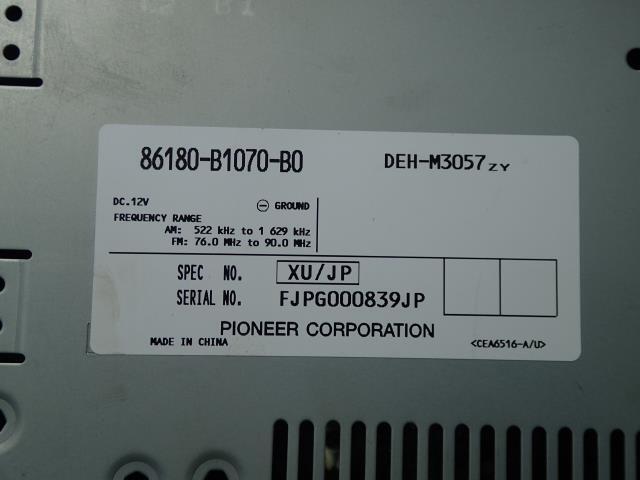 86180-B1070-B0
DEH-M3057ZY
DC.12V
⊖ GROUND
FREQUENCY RANGE
AM: 522 kHz to 1 629 kHz
FM: 76.0 MHz to 90.0 MHz
SPEC NO. XU/JP
SERIAL NO. FJPG000839JP
PIONEER CORPORATION
MADE IN CHINA
<CEA6516-A/U>